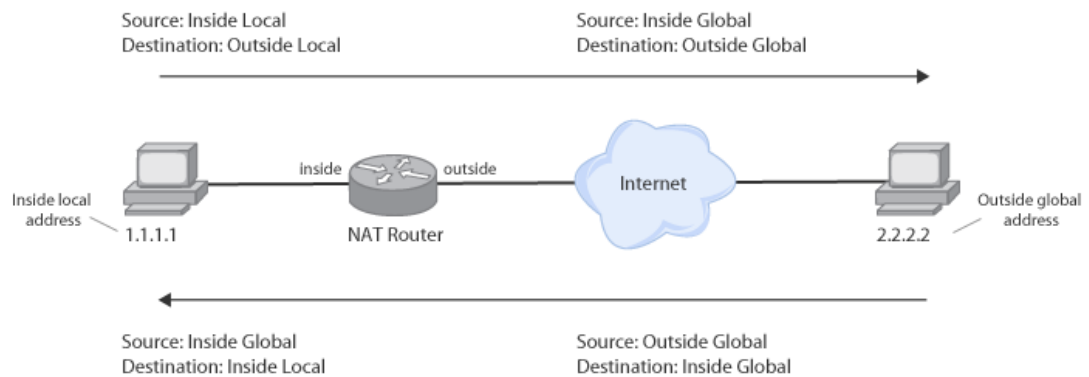 Source: Inside Local
Destination: Outside Local
Source: Inside Global
Destination: Outside Global
inside
outside
Internet
Inside local
address
1.1.1.1
NAT Router
2.2.2.2
Outside global
address
Source: Inside Global
Destination: Inside Local
Source: Outside Global
Destination: Inside Global